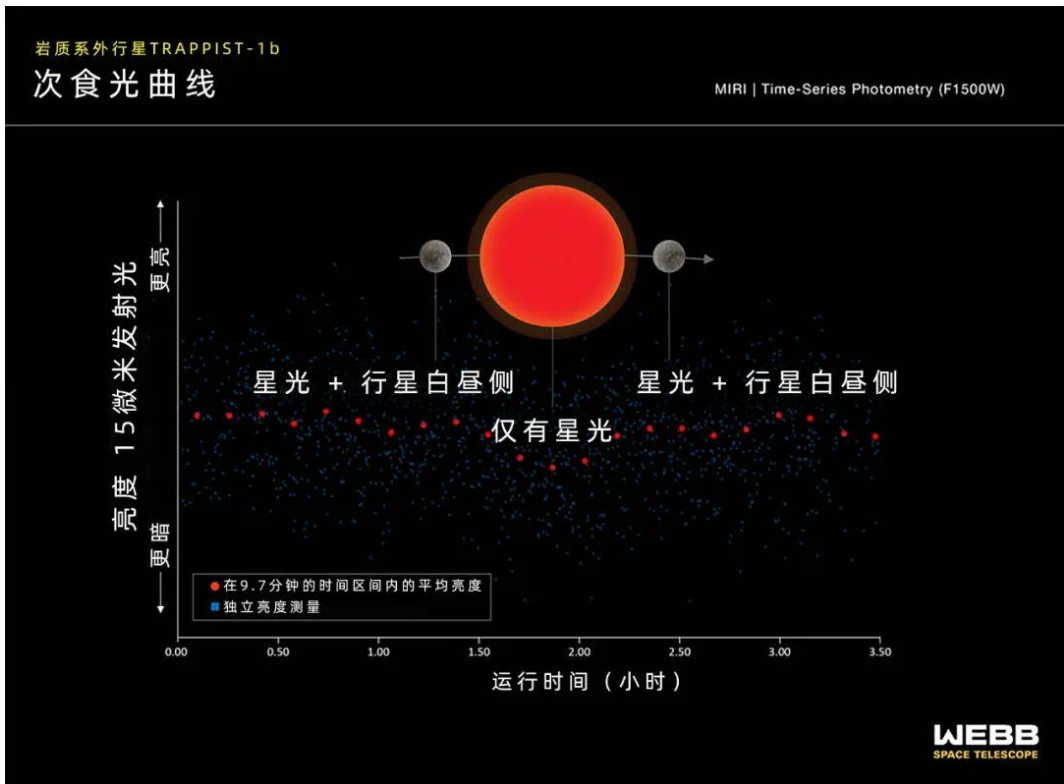 岩质系外行星TRAPPIST-1b
次食光曲线
MIRI | Time-Series Photometry (F1500W)
更亮
亮度 15微米发射光
更暗
星光 + 行星白昼侧
星光 + 行星白昼侧
仅有星光
在9.7分钟的时间区间内的平均亮度
独立亮度测量
0.00 0.50 1.00 1.50 2.00 2.50 3.00 3.50
运行时间（小时）
WEBB
SPACE TELESCOPE